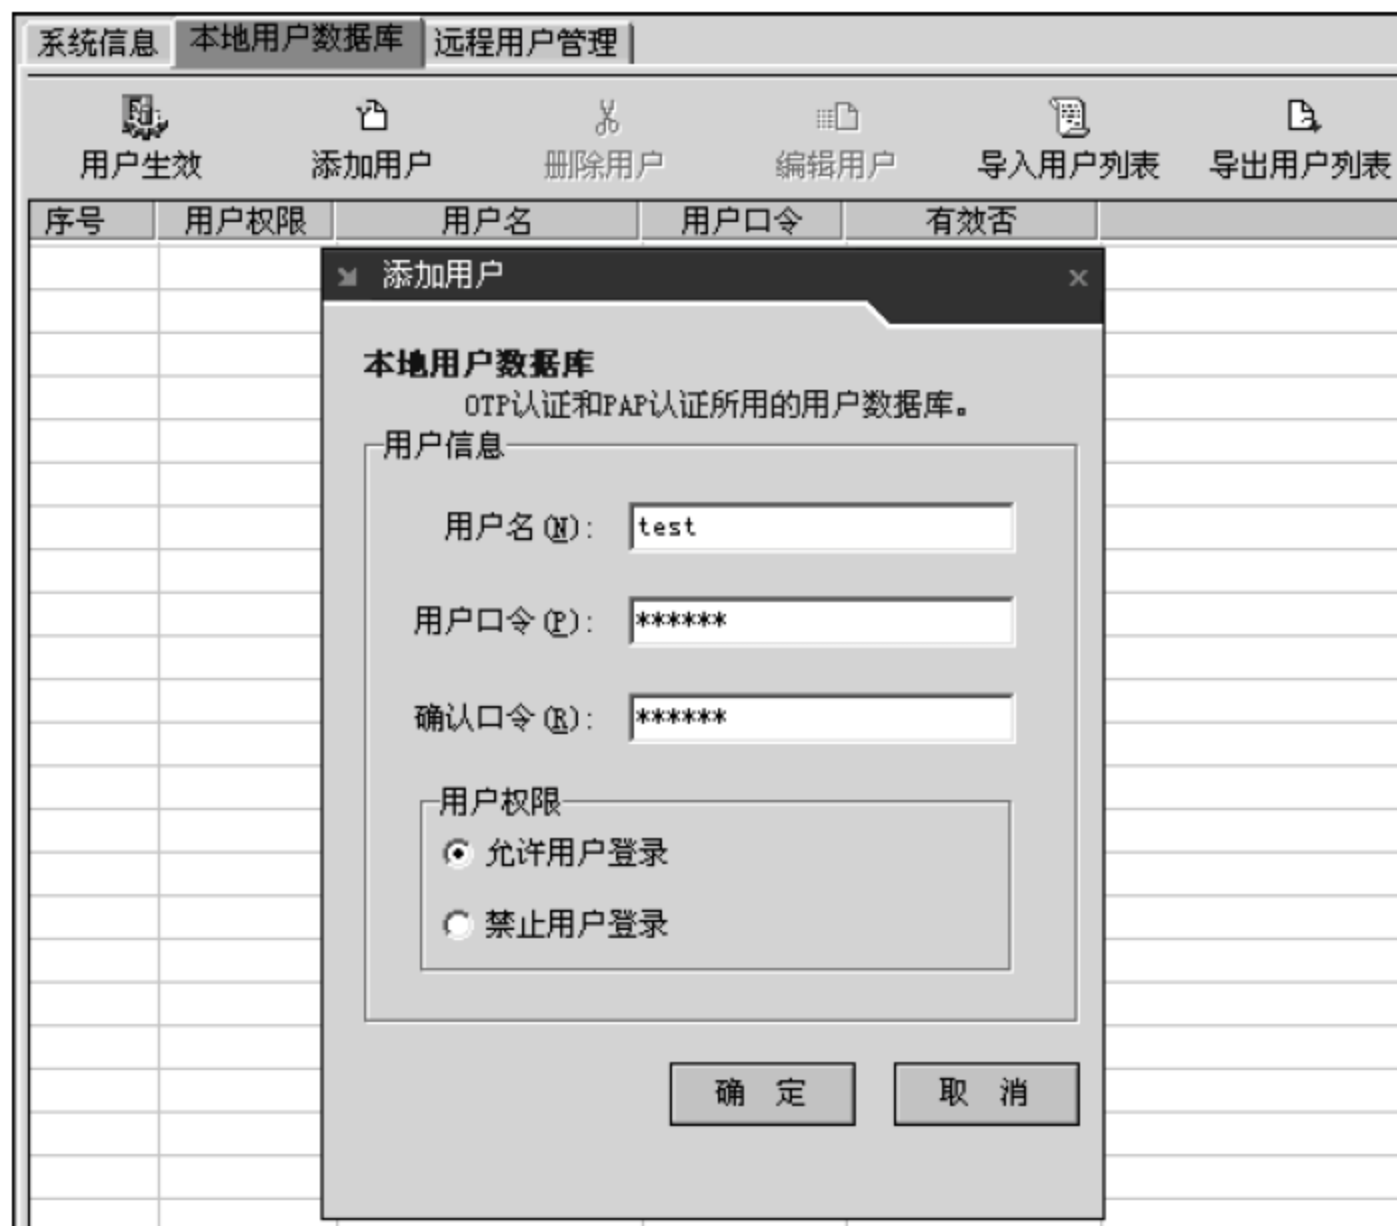 系统信息 本地用户数据库 远程用户管理
用户生效 添加用户 删除用户 编辑用户 导入用户列表 导出用户列表
序号 用户权限 用户名 用户口令 有效否
添加用户
本地用户数据库
OTP认证和PAP认证所用的用户数据库。
用户信息
用户名(N): test
用户口令(P): ******
确认口令(R): ******
用户权限
允许用户登录
禁止用户登录
确 定 取 消